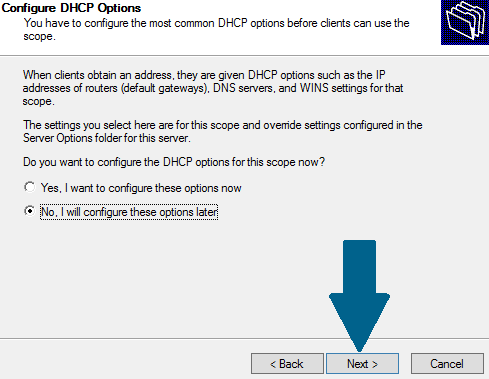 Configure DHCP Options
You have to configure the most common DHCP options before clients can use the
scope.
When clients obtain an address, they are given DHCP options such as the IP
addresses of routers (default gateways), DNS servers, and WINS settings for that
scope.
The settings you select here are for this scope and override settings configured in the
Server Options folder for this server.
Do you want to configure the DHCP options for this scope now?
Yes, I want to configure these options now
No, I will configure these options later
< Back Next > Cancel